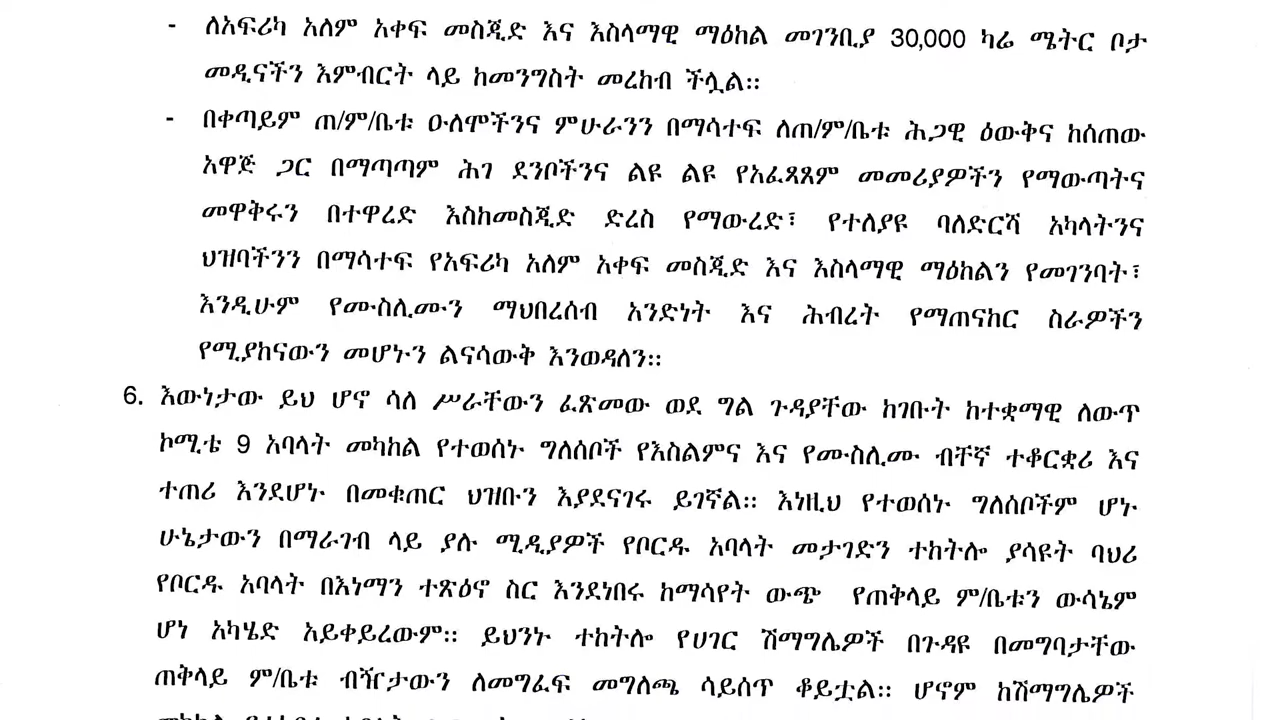 - ለአፍሪካ አለም አቀፍ መስጂድ እና እስላማዊ ማዕከል መገንቢያ 30,000 ካሬ ሜትር ቦታ
መዲናችን እምብርት ላይ ከመንግስት መረከብ ችሏል፡፡
- በቀጣይም ጠ/ም/ቤቱ ዑለሞችንና ምሁራንን በማሳተፍ ለጠ/ም/ቤቱ ሕጋዊ ዕውቅና ከሰጠው
አዋጅ ጋር በማጣጣም ሕገ ደንቦችንና ልዩ ልዩ የአፈጻጸም መመሪያዎችን የማውጣትና
መዋቅሩን በተዋረድ እስከመስጂድ ድረስ የማውረድ፣ የተለያዩ ባለድርሻ አካላትንና
ህዝባችንን በማሳተፍ የአፍሪካ አለም አቀፍ መስጂድ እና እስላማዊ ማዕከልን የመገንባት፣
እንዲሁም የሙስሊሙን ማህበረሰብ አንድነት እና ሕብረት የማጠናከር ስራዎችን
የሚያከናውን መሆኑን ልናሳውቅ እንወዳለን፡፡
6. እውነታው ይህ ሆኖ ሳለ ሥራቸውን ፈጽመው ወደ ግል ጉዳያቸው ከገቡት ከተቋማዊ ለውጥ
ኮሚቴ 9 አባላት መካከል የተወሰኑ ግለሰቦች የእስልምና እና የሙስሊሙ ብቸኛ ተቆርቋሪ እና
ተጠሪ እንደሆኑ በመቁጠር ህዝቡን እያደናገሩ ይገኛል፡፡ እነዚህ የተወሰኑ ግለሰቦችም ሆኑ
ሁኔታውን በማራገብ ላይ ያሉ ሚዲያዎች የቦርዱ አባላት መታገድን ተከትሎ ያሳዩት ባህሪ
የቦርዱ አባላት በእነማን ተጽዕኖ ስር እንደነበሩ ከማሳየት ውጭ የጠቅላይ ም/ቤቱን ውሳኔም
ሆነ አካሄድ አይቀይረውም፡፡ ይህንኑ ተከትሎ የሀገር ሽማግሌዎች በጉዳዩ በመግባታቸው
ጠቅላይ ም/ቤቱ ብዥታውን ለመግፈፍ መግለጫ ሳይሰጥ ቆይቷል፡፡ ሆኖም ከሽማግሌዎች